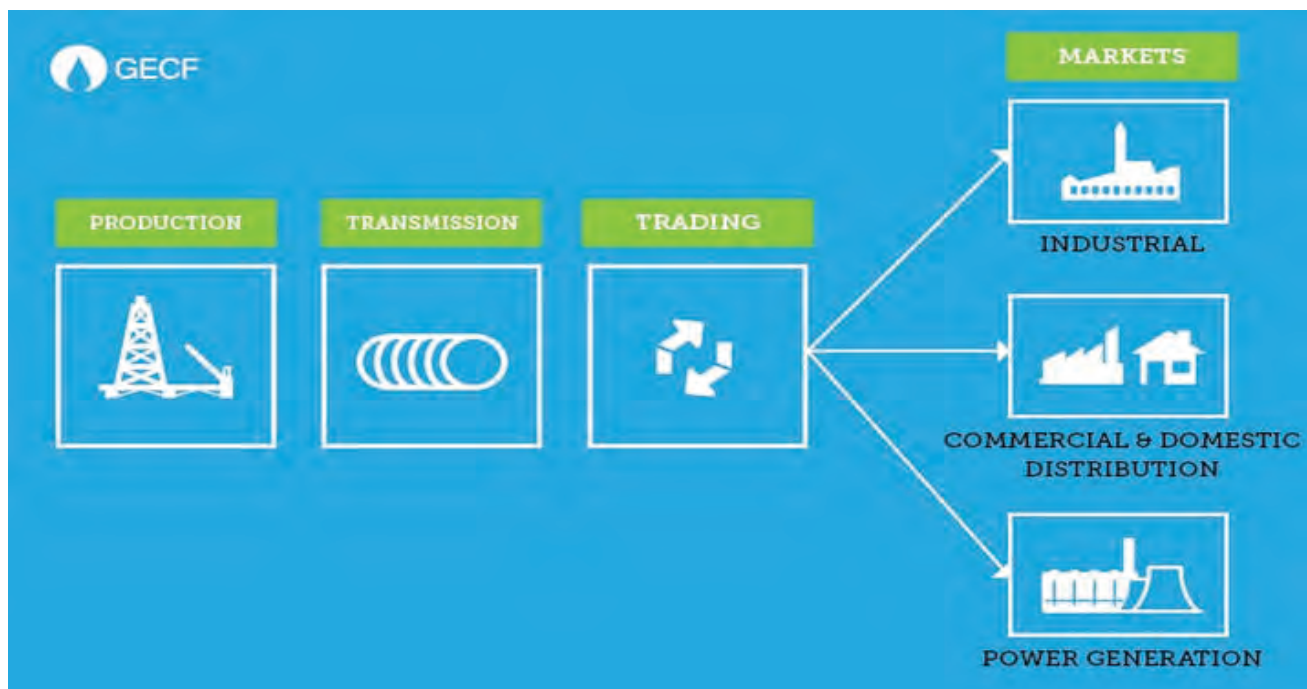 GECF
PRODUCTION
TRANSMISSION
TRADING
MARKETS
INDUSTRIAL
COMMERCIAL & DOMESTIC
DISTRIBUTION
POWER GENERATION